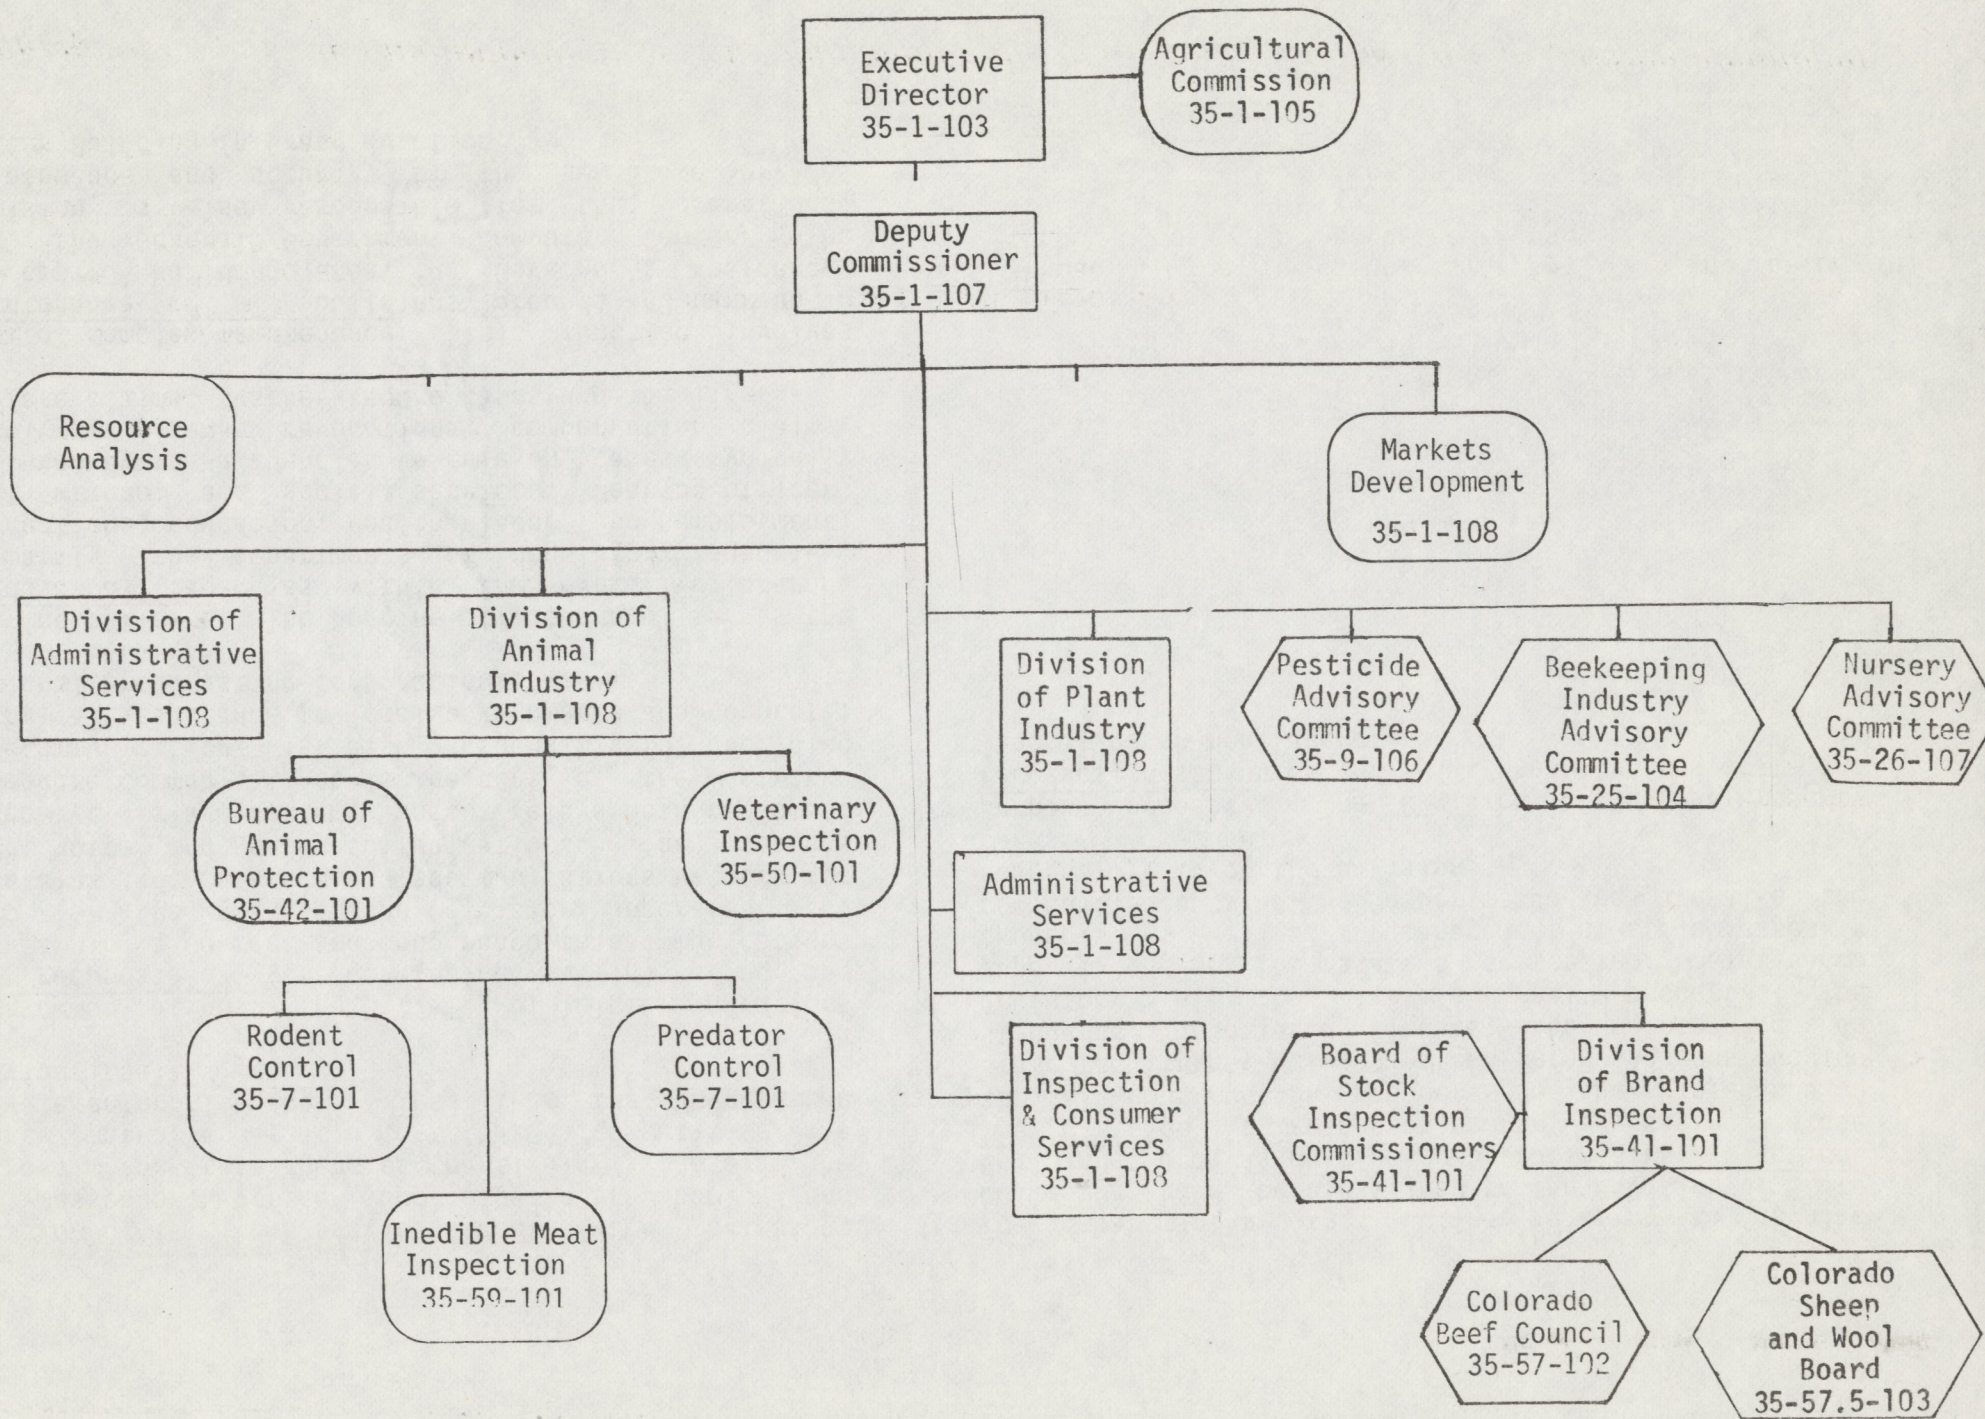 Executive
Director
35-1-103
Agricultural
Commission
35-1-105
Deputy
Commissioner
35-1-107
Resource
Analysis
Markets
Development
35-1-108
Division of
Administrative
Services
35-1-108
Division of
Animal
Industry
35-1-108
Division
of Plant
Industry
35-1-108
Pesticide
Advisory
Committee
35-9-106
Beekeeping
Industry
Advisory
Committee
35-25-104
Nursery
Advisory
Committee
35-26-107
Bureau of
Animal
Protection
35-42-101
Veterinary
Inspection
35-50-101
Administrative
Services
35-1-108
Rodent
Control
35-7-101
Predator
Control
35-7-101
Inedible Meat
Inspection
35-59-101
Division of
Inspection
& Consumer
Services
35-1-108
Board of
Stock
Inspection
Commissioners
35-41-101
Division
of Brand
Inspection
35-41-101
Colorado
Beef Council
35-57-102
Colorado
Sheep
and Wool
Board
35-57.5-103